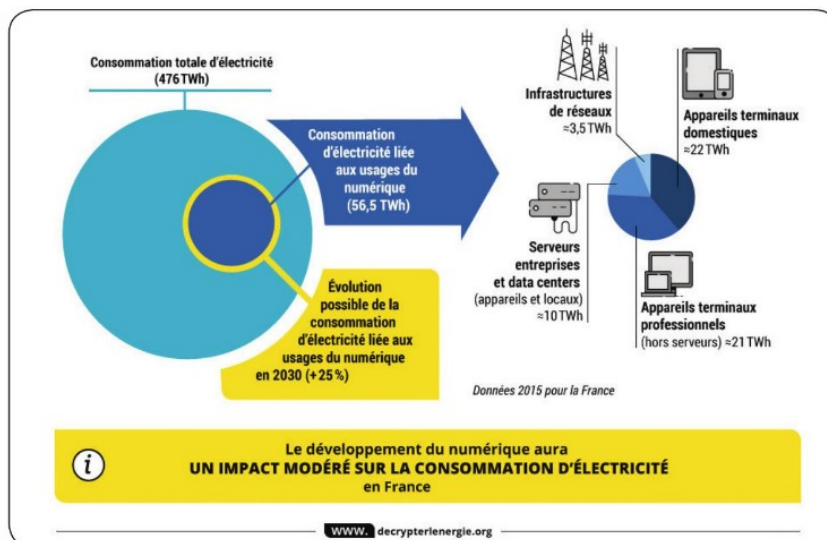 Consommation totale d'électricité
(476 TWh)
Consommation
d'électricité liée
aux usages du
numérique
(56,5 TWh)
Évolution
possible de la
consommation
d'électricité liée aux
usages du numérique
en 2030 (+25 %)
Infrastructures
de réseaux
≈3,5 TWh
Appareils terminaux
domestiques
≈22 TWh
Serveurs
entreprises
et data centers
(appareils et locaux)
≈10 TWh
Appareils terminaux
professionnels
(hors serveurs) ≈21 TWh
Données 2015 pour la France
i
Le développement du numérique aura
UN IMPACT MODÉRÉ SUR LA CONSOMMATION D'ÉLECTRICITÉ
en France
www. decrypterlenergie.org